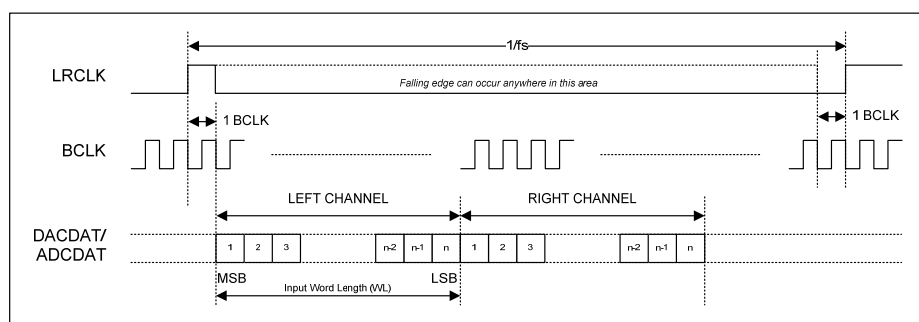 1/fs
LRCLK
Falling edge can occur anywhere in this area
1 BCLK
1 BCLK
BCLK
LEFT CHANNEL
RIGHT CHANNEL
DACDAT/
ADCDAT
1 2 3 n-2 n-1 n 1 2 3 n-2 n-1 n
MSB LSB
Input Word Length (WL)